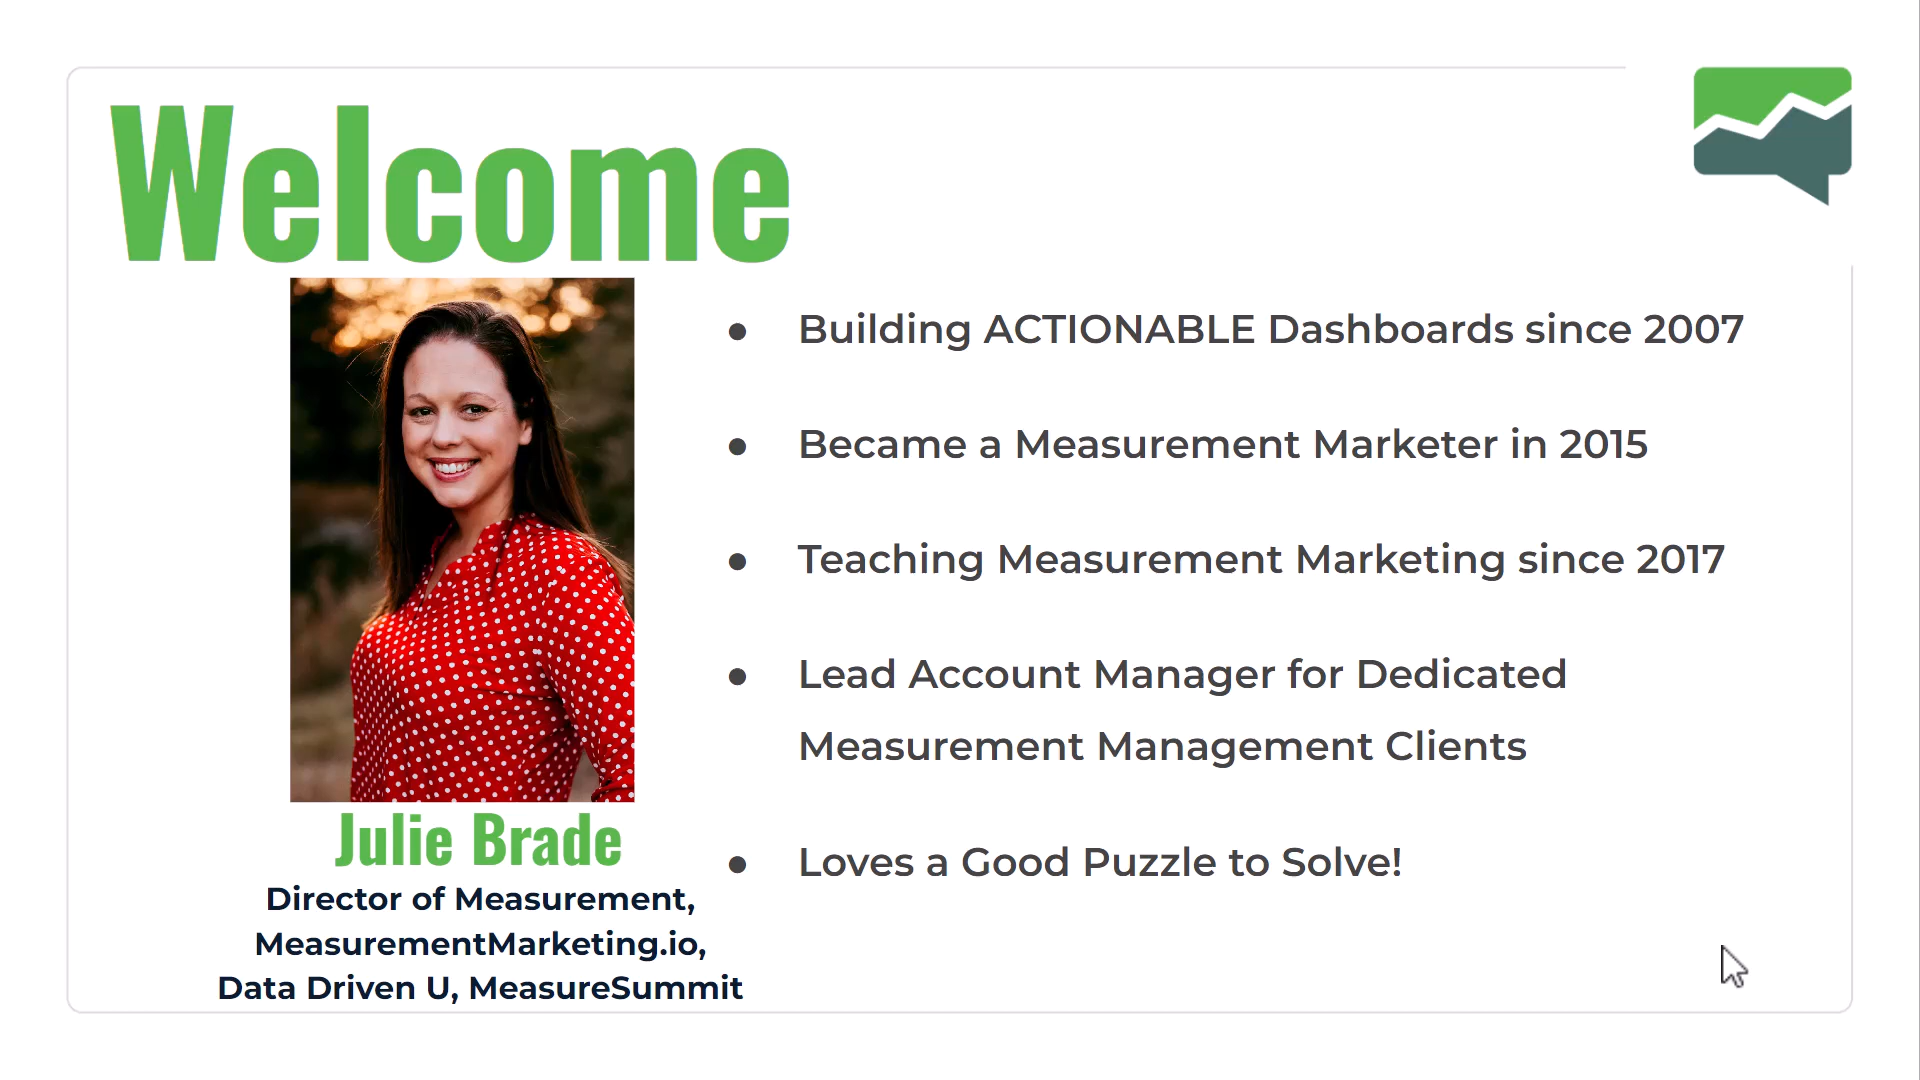 Welcome
Building ACTIONABLE Dashboards since 2007
Became a Measurement Marketer in 2015
Teaching Measurement Marketing since 2017
Lead Account Manager for Dedicated
Measurement Management Clients
Loves a Good Puzzle to Solve!
Julie Brade
Director of Measurement,
MeasurementMarketing.io,
Data Driven U, MeasureSummit